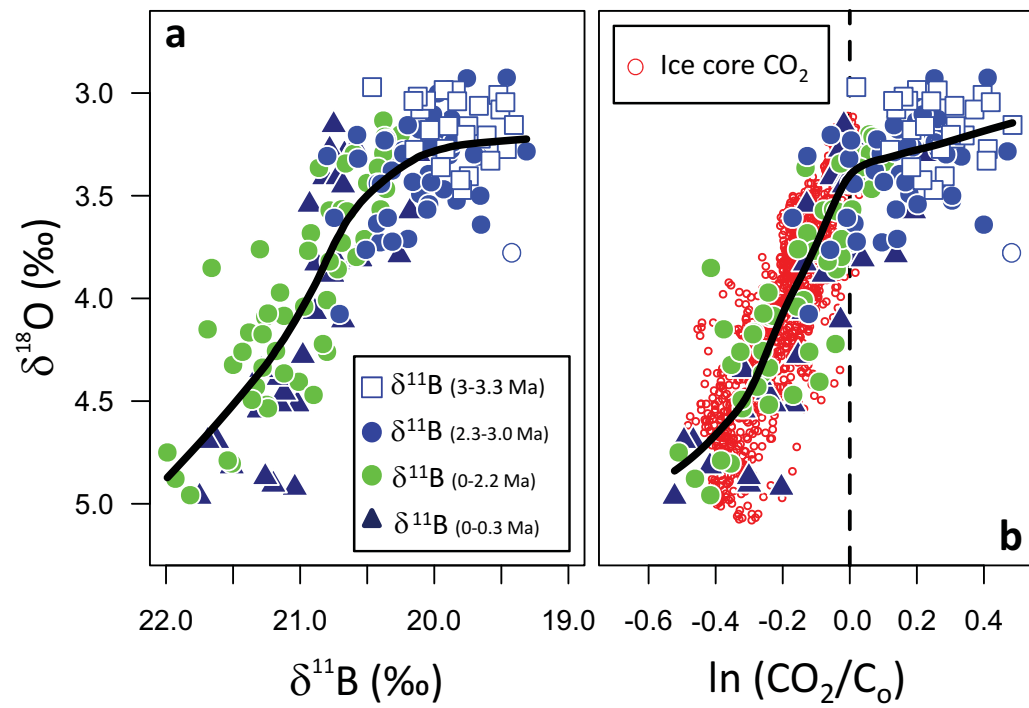 a
3.0
3.5
4.0
4.5
5.0
δ¹⁸O (‰)
δ¹¹B (3-3.3 Ma)
δ¹¹B (2.3-3.0 Ma)
δ¹¹B (0-2.2 Ma)
δ¹¹B (0-0.3 Ma)
22.0 21.0 20.0 19.0
δ¹¹B (‰)
Ice core CO₂
b
-0.6 -0.4 -0.2 0.0 0.2 0.4
ln (CO₂/Cₒ)